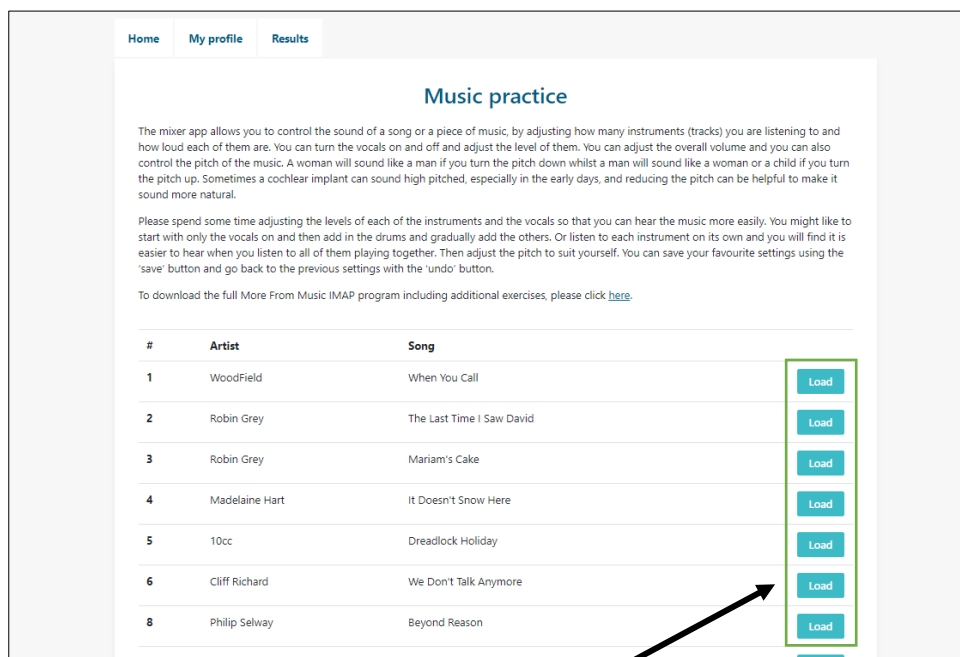 Home My profile Results
Music practice
The mixer app allows you to control the sound of a song or a piece of music, by adjusting how many instruments (tracks) you are listening to and
how loud each of them are. You can turn the vocals on and off and adjust the level of them. You can adjust the overall volume and you can also
control the pitch of the music. A woman will sound like a man if you turn the pitch down whilst a man will sound like a woman or a child if you turn
the pitch up. Sometimes a cochlear implant can sound high pitched, especially in the early days, and reducing the pitch can be helpful to make it
sound more natural.
Please spend some time adjusting the levels of each of the instruments and the vocals so that you can hear the music more easily. You might like to
start with only the vocals on and then add in the drums and gradually add the others. Or listen to each instrument on its own and you will find it is
easier to hear when you listen to all of them playing together. Then adjust the pitch to suit yourself. You can save your favourite settings using the
'save' button and go back to the previous settings with the 'undo' button.
To download the full More From Music IMAP program including additional exercises, please click here.
# Artist Song
1 WoodField When You Call Load
2 Robin Grey The Last Time I Saw David Load
3 Robin Grey Mariam's Cake Load
4 Madelaine Hart It Doesn't Snow Here Load
5 10cc Dreadlock Holiday Load
6 Cliff Richard We Don't Talk Anymore Load
8 Philip Selway Beyond Reason Load